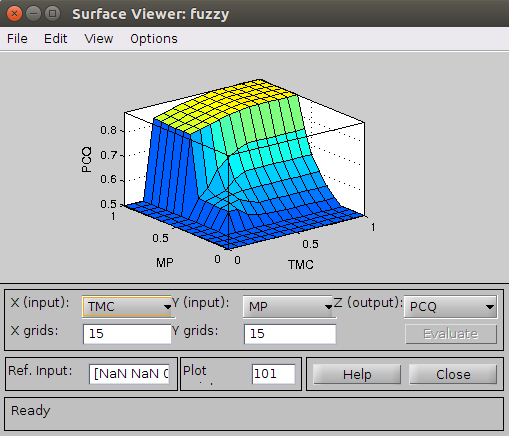 Surface Viewer: fuzzy
File Edit View Options
0.8
0.7
0.6
0.5
PCQ
1
0.5
0
MP
0
0.5
1
TMC
X (input): TMC Y (input): MP Z (output): PCQ
X grids: 15 Y grids: 15 Evaluate
Ref. Input: [NaN NaN Plot 101 Help Close
Ready